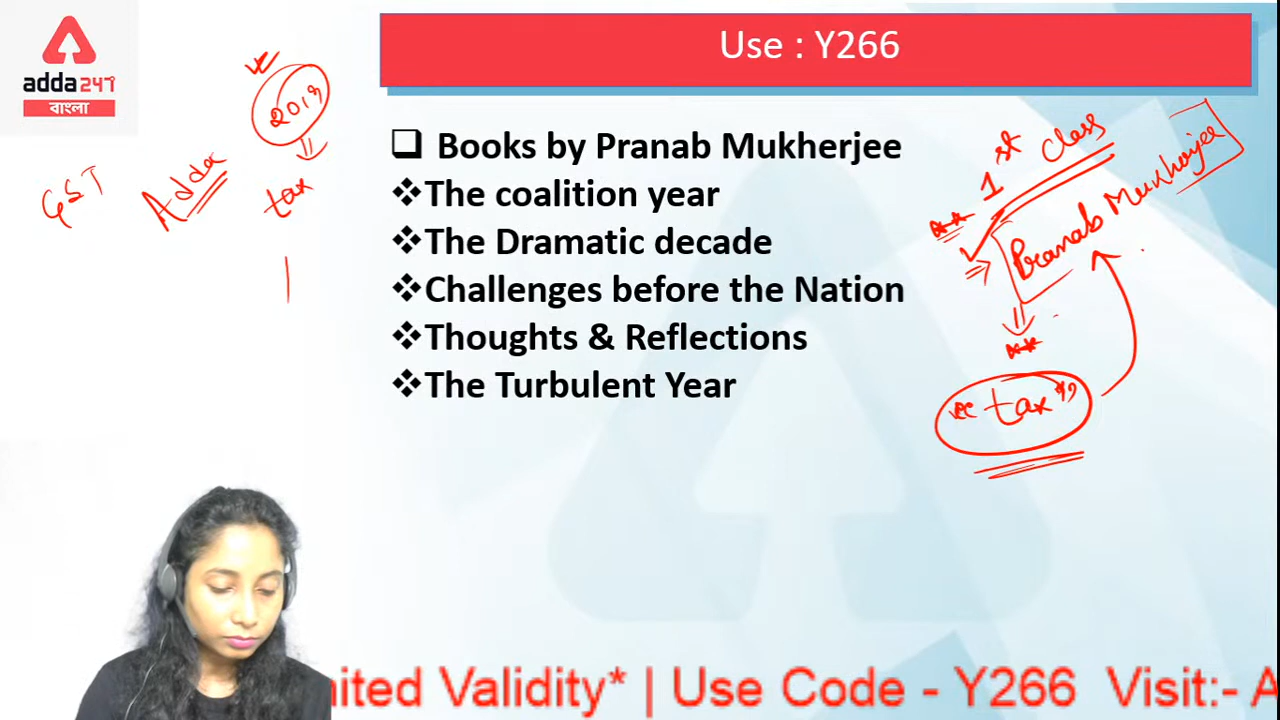 Use : Y266
adda247
বাংলা
2019
GST
Adda
tax
Books by Pranab Mukherjee
The coalition year
The Dramatic decade
Challenges before the Nation
Thoughts & Reflections
The Turbulent Year
1st class
Pranab Mukherjee
tax
nited Validity* | Use Code - Y266 Visit:- A